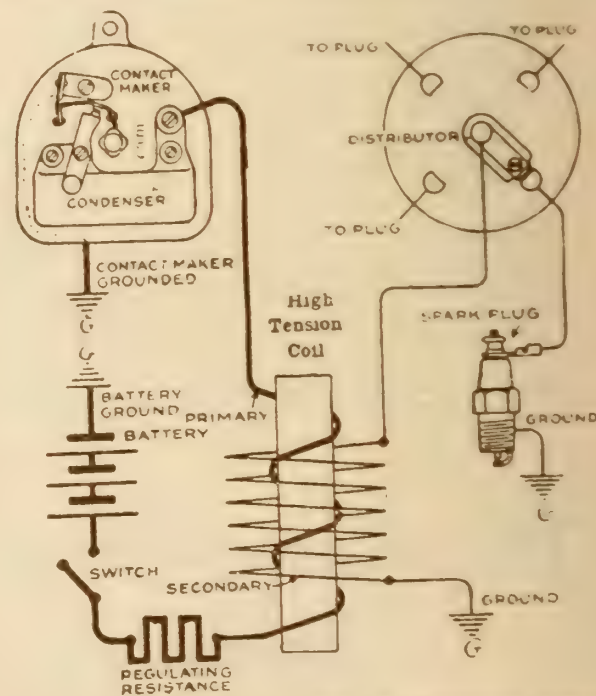 CONTACT
MAKER
CONDENSER
CONTACT MAKER
GROUNDED
G
G
BATTERY
GROUND
BATTERY
PRIMARY
SWITCH
REGULATING
RESISTANCE
High
Tension
Coil
SECONDARY
TO PLUG
TO PLUG
DISTRIBUTOR
TO PLUG
SPARK PLUG
GROUND
G
GROUND
G